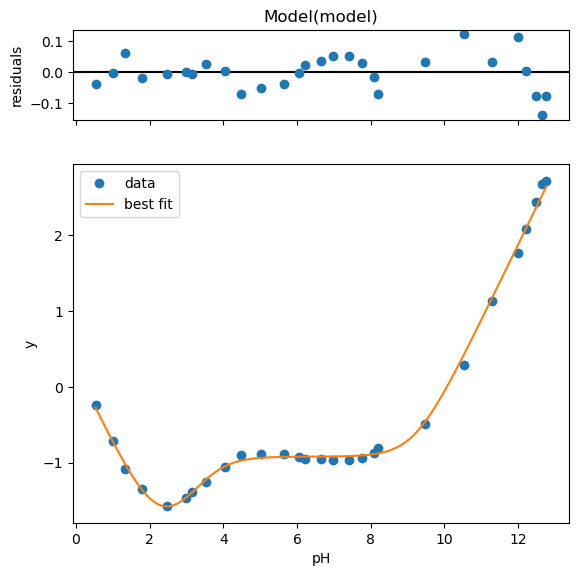 Model(model)
0.1
0.0
−0.1
residuals
data
best fit
2
1
0
−1
y
0
2
4
6
8
10
12
pH